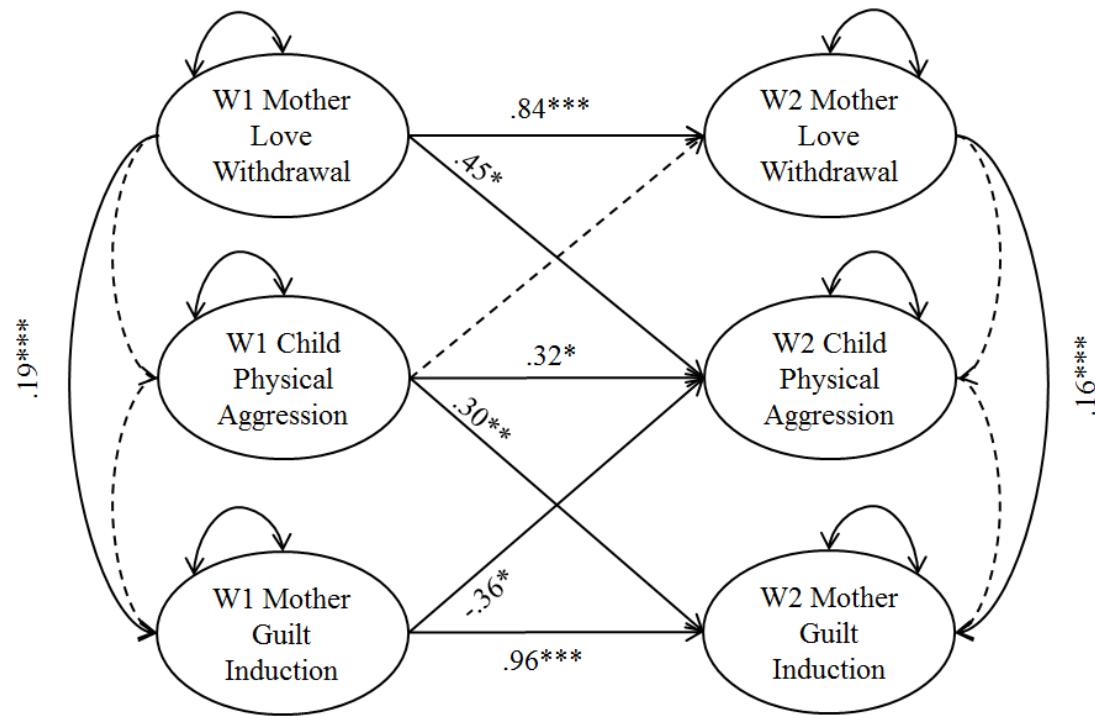 W1 Mother
Love
Withdrawal
.84***
W2 Mother
Love
Withdrawal
.45*
.19***
W1 Child
Physical
Aggression
.32*
W2 Child
Physical
Aggression
.16***
.30**
-.36*
W1 Mother
Guilt
Induction
.96***
W2 Mother
Guilt
Induction